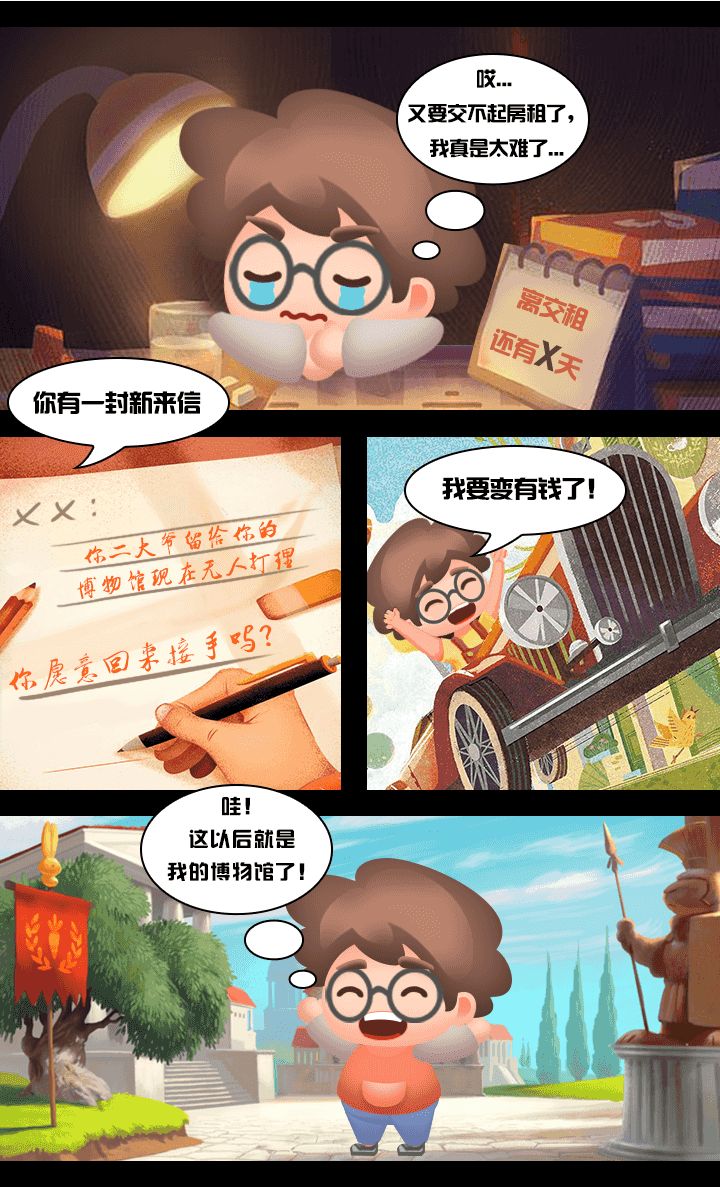 哎...
又要交不起房租了，
我真是太难了...
离交租
还有X天
你有一封新来信
XX：
你二大爷留给你的
博物馆现在无人打理
你愿意回来接手吗？
我要变有钱了！
哇！
这以后就是
我的博物馆了！